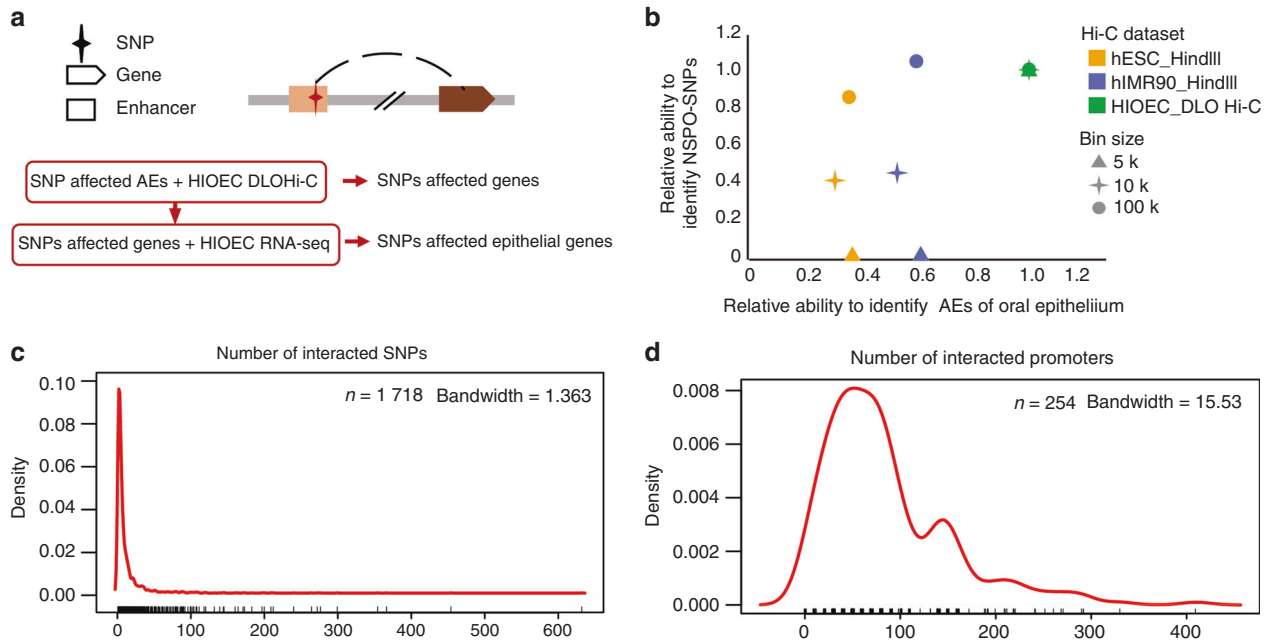 a
SNP
Gene
Enhancer
SNP affected AEs + HIOEC DLOHi-C
SNPs affected genes
SNPs affected genes + HIOEC RNA-seq
SNPs affected epithelial genes
b
Relative ability to
identify NSPO-SNPs
1.2
1.0
0.8
0.6
0.4
0.2
0
0 0.2 0.4 0.6 0.8 1.0 1.2
Relative ability to identify AEs of oral epitheliium
Hi-C dataset
hESC_HindIII
hIMR90_HindIII
HIOEC_DLO Hi-C
Bin size
5 k
10 k
100 k
c
Number of interacted SNPs
n = 1 718 Bandwidth = 1.363
Density
0.10
0.08
0.06
0.04
0.02
0.00
0 100 200 300 400 500 600
d
Number of interacted promoters
n = 254 Bandwidth = 15.53
Density
0.008
0.006
0.004
0.002
0.000
0 100 200 300 400